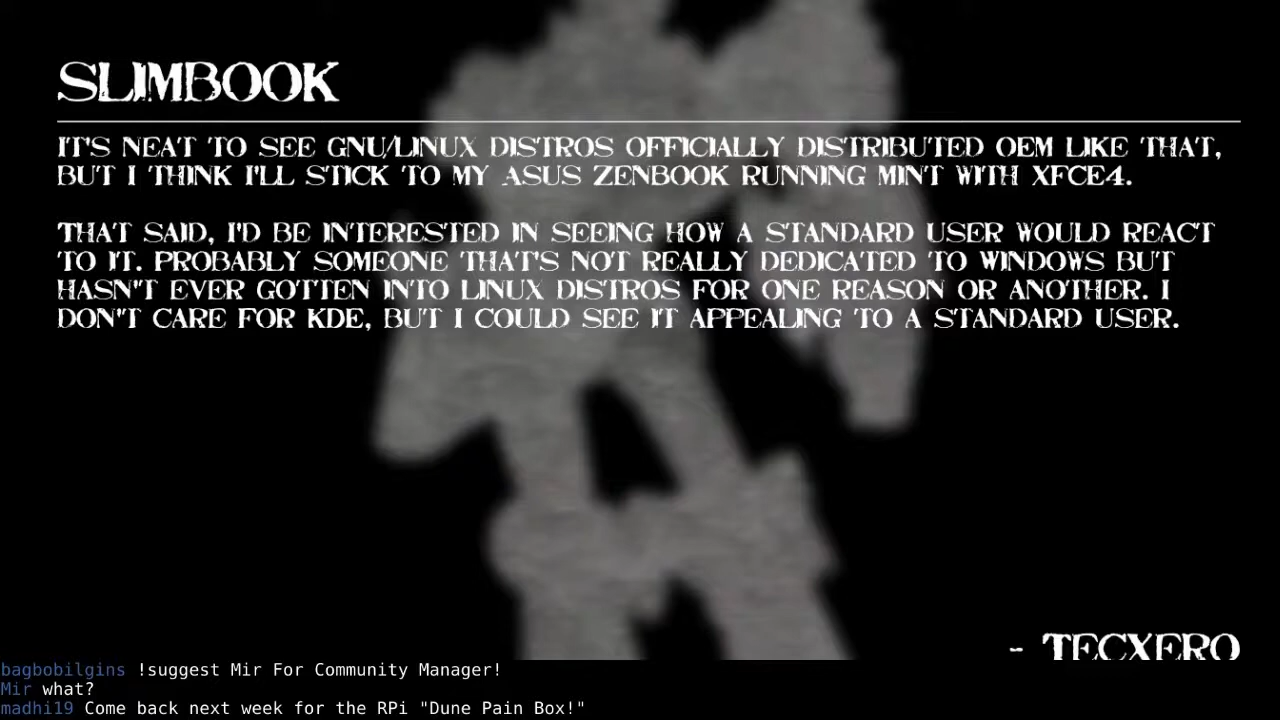 SLIMBOOK
IT'S NEAT TO SEE GNU/LINUX DISTROS OFFICIALLY DISTRIBUTED OEM LIKE THAT,
BUT I THINK I'LL STICK TO MY ASUS ZENBOOK RUNNING MINT WITH XFCE4.
THAT SAID, I'D BE INTERESTED IN SEEING HOW A STANDARD USER WOULD REACT
TO IT. PROBABLY SOMEONE THAT'S NOT REALLY DEDICATED TO WINDOWS BUT
HASN"T EVER GOTTEN INTO LINUX DISTROS FOR ONE REASON OR ANOTHER. I
DON"T CARE FOR KDE, BUT I COULD SEE IT APPEALING TO A STANDARD USER.
- TECXERO
bagbobilgins !suggest Mir For Community Manager!
Mir what?
madhi19 Come back next week for the RPi "Dune Pain Box!"